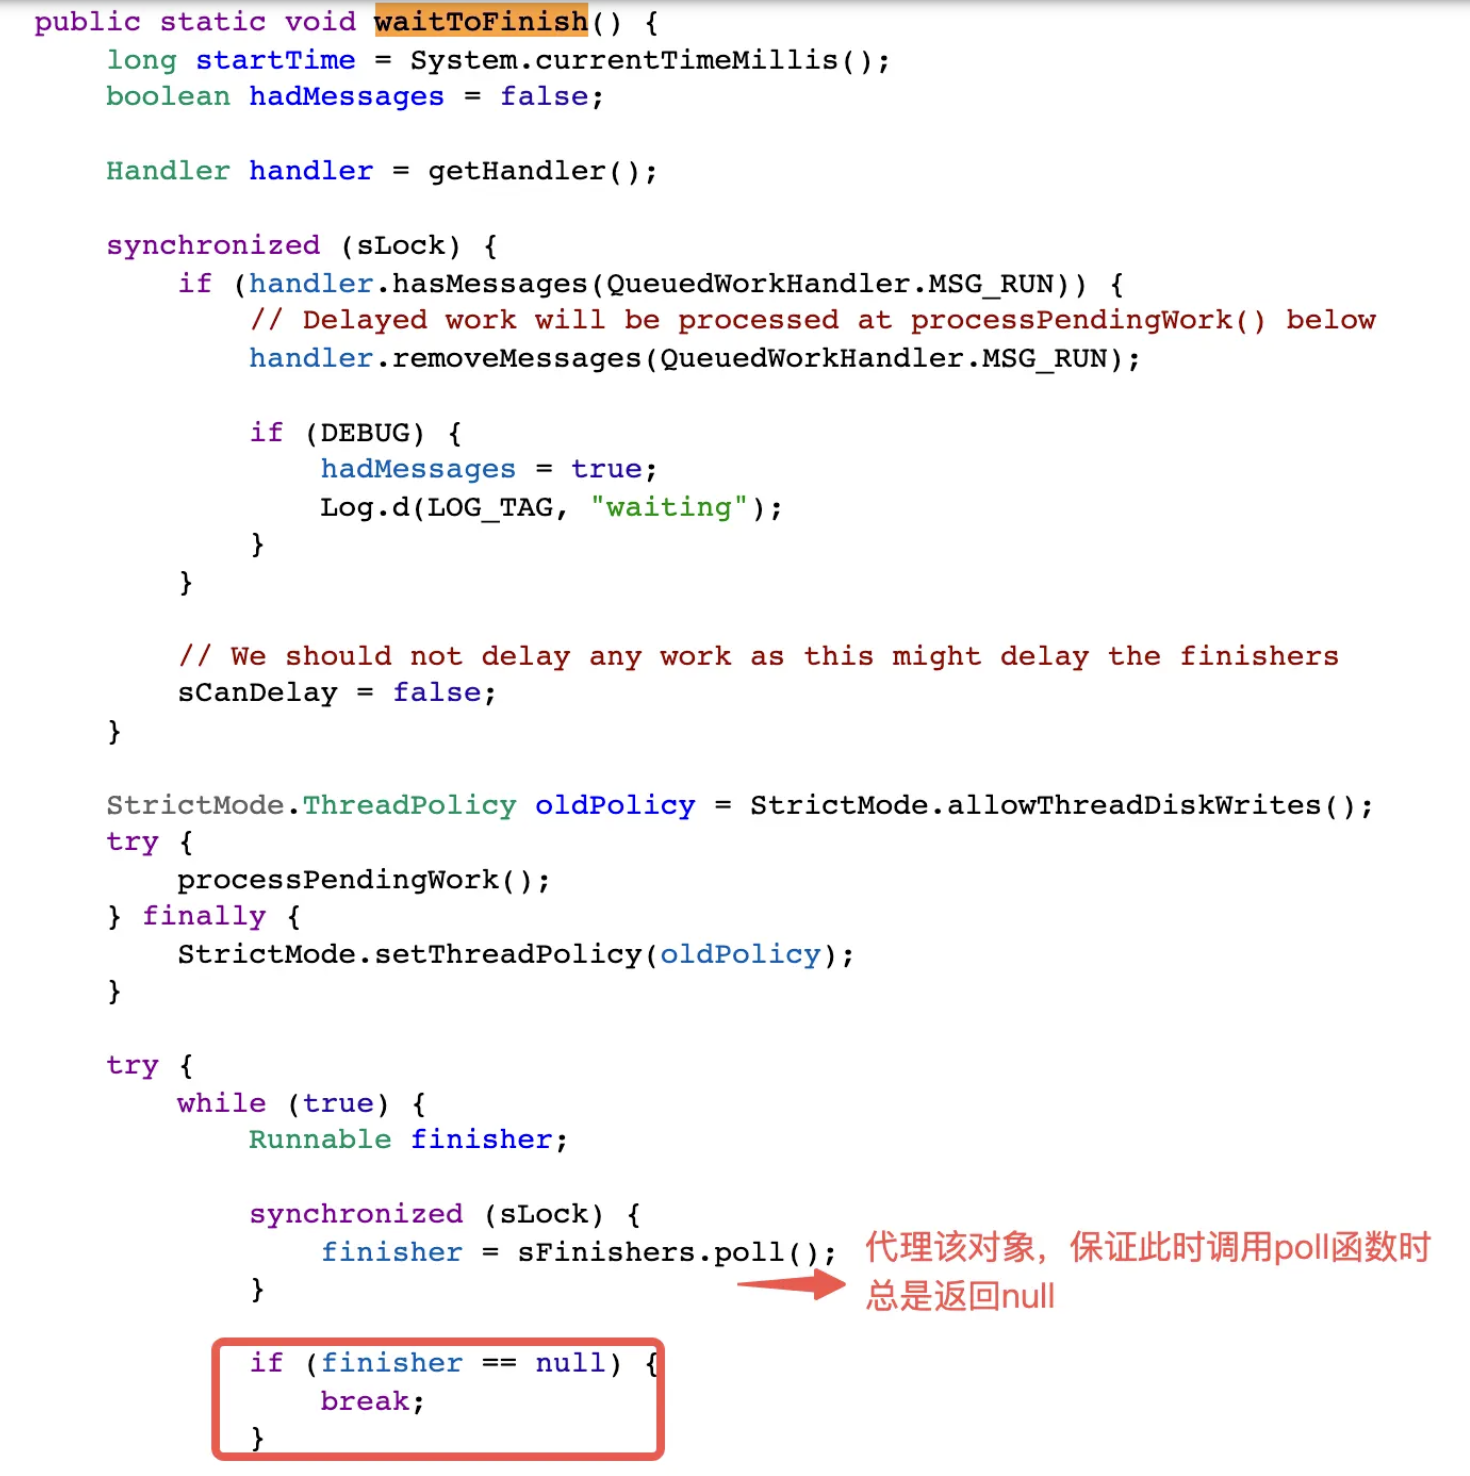 public static void waitToFinish() {
long startTime = System.currentTimeMillis();
boolean hadMessages = false;
Handler handler = getHandler();
synchronized (sLock) {
if (handler.hasMessages(QueuedWorkHandler.MSG_RUN)) {
// Delayed work will be processed at processPendingWork() below
handler.removeMessages(QueuedWorkHandler.MSG_RUN);
if (DEBUG) {
hadMessages = true;
Log.d(LOG_TAG, "waiting");
}
}
// We should not delay any work as this might delay the finishers
sCanDelay = false;
}
StrictMode.ThreadPolicy oldPolicy = StrictMode.allowThreadDiskWrites();
try {
processPendingWork();
} finally {
StrictMode.setThreadPolicy(oldPolicy);
}
try {
while (true) {
Runnable finisher;
synchronized (sLock) {
finisher = sFinishers.poll();
}
代理该对象，保证此时调用poll函数时
总是返回null
if (finisher == null) {
break;
}